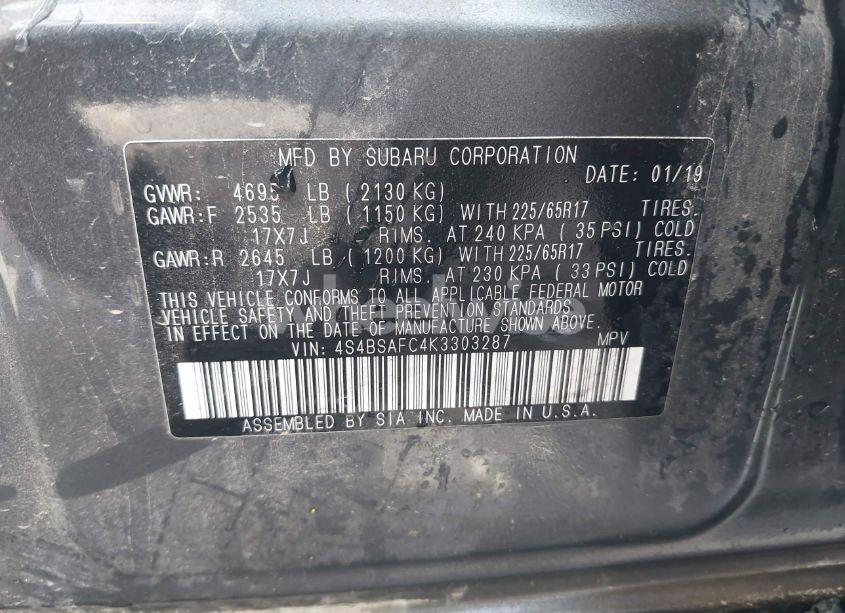 MFD BY SUBARU CORPORATION
DATE: 01/19
GVWR: 4695 LB (2130 KG)
GAWR:F 2535 LB (1150 KG) WITH 225/65R17 TIRES.
17X7J RIMS. AT 240 KPA (35 PSI) COLD
GAWR:R 2645 LB (1200 KG) WITH 225/65R17 TIRES.
17X7J RIMS. AT 230 KPA (33 PSI) COLD
THIS VEHICLE CONFORMS TO ALL APPLICABLE FEDERAL MOTOR
VEHICLE SAFETY AND THEFT PREVENTION STANDARDS
IN EFFECT ON THE DATE OF MANUFACTURE SHOWN ABOVE.
VIN: 4S4BSAFC4K3303287 MPV
ASSEMBLED BY SIA INC. MADE IN U.S.A.